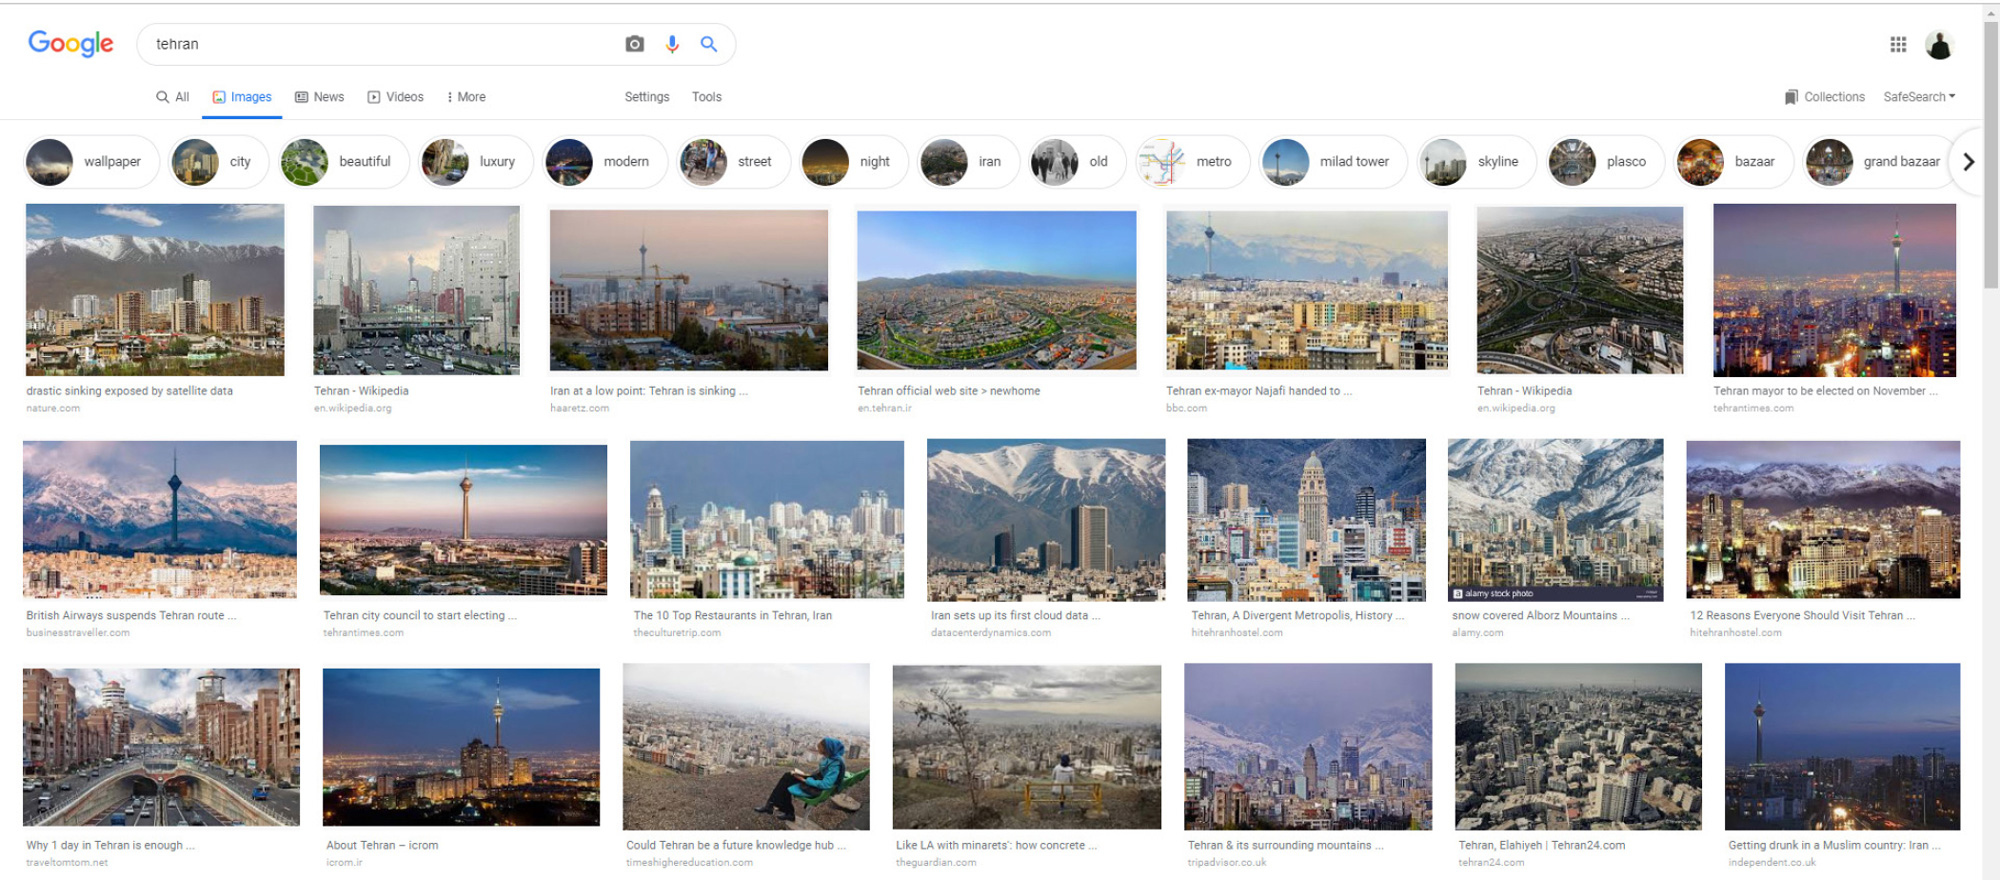 Google
tehran
All Images News Videos More Settings Tools Collections SafeSearch
wallpaper city beautiful luxury modern street night iran old metro milad tower skyline plasco bazaar grand bazaar
drastic sinking exposed by satellite data
nature.com
Tehran - Wikipedia
en.wikipedia.org
Iran at a low point: Tehran is sinking ...
haaretz.com
Tehran official web site > newhome
en.tehran.ir
Tehran ex-mayor Najafi handed to ...
bbc.com
Tehran - Wikipedia
en.wikipedia.org
Tehran mayor to be elected on November ...
tehrantimes.com
British Airways suspends Tehran route ...
businesstraveller.com
Tehran city council to start electing ...
tehrantimes.com
The 10 Top Restaurants in Tehran, Iran
theculturetrip.com
Iran sets up its first cloud data ...
datacenterdynamics.com
Tehran, A Divergent Metropolis, History ...
hitehranhostel.com
a alamy stock photo
snow covered Alborz Mountains ...
alamy.com
12 Reasons Everyone Should Visit Tehran ...
hitehranhostel.com
Why 1 day in Tehran is enough ...
traveltomtom.net
About Tehran – icrom
icrom.ir
Could Tehran be a future knowledge hub ...
timeshighereducation.com
Like LA with minarets': how concrete ...
theguardian.com
Tehran & its surrounding mountains ...
tripadvisor.co.uk
Tehran, Elahiyeh | Tehran24.com
tehran24.com
Getting drunk in a Muslim country: Iran ...
independent.co.uk